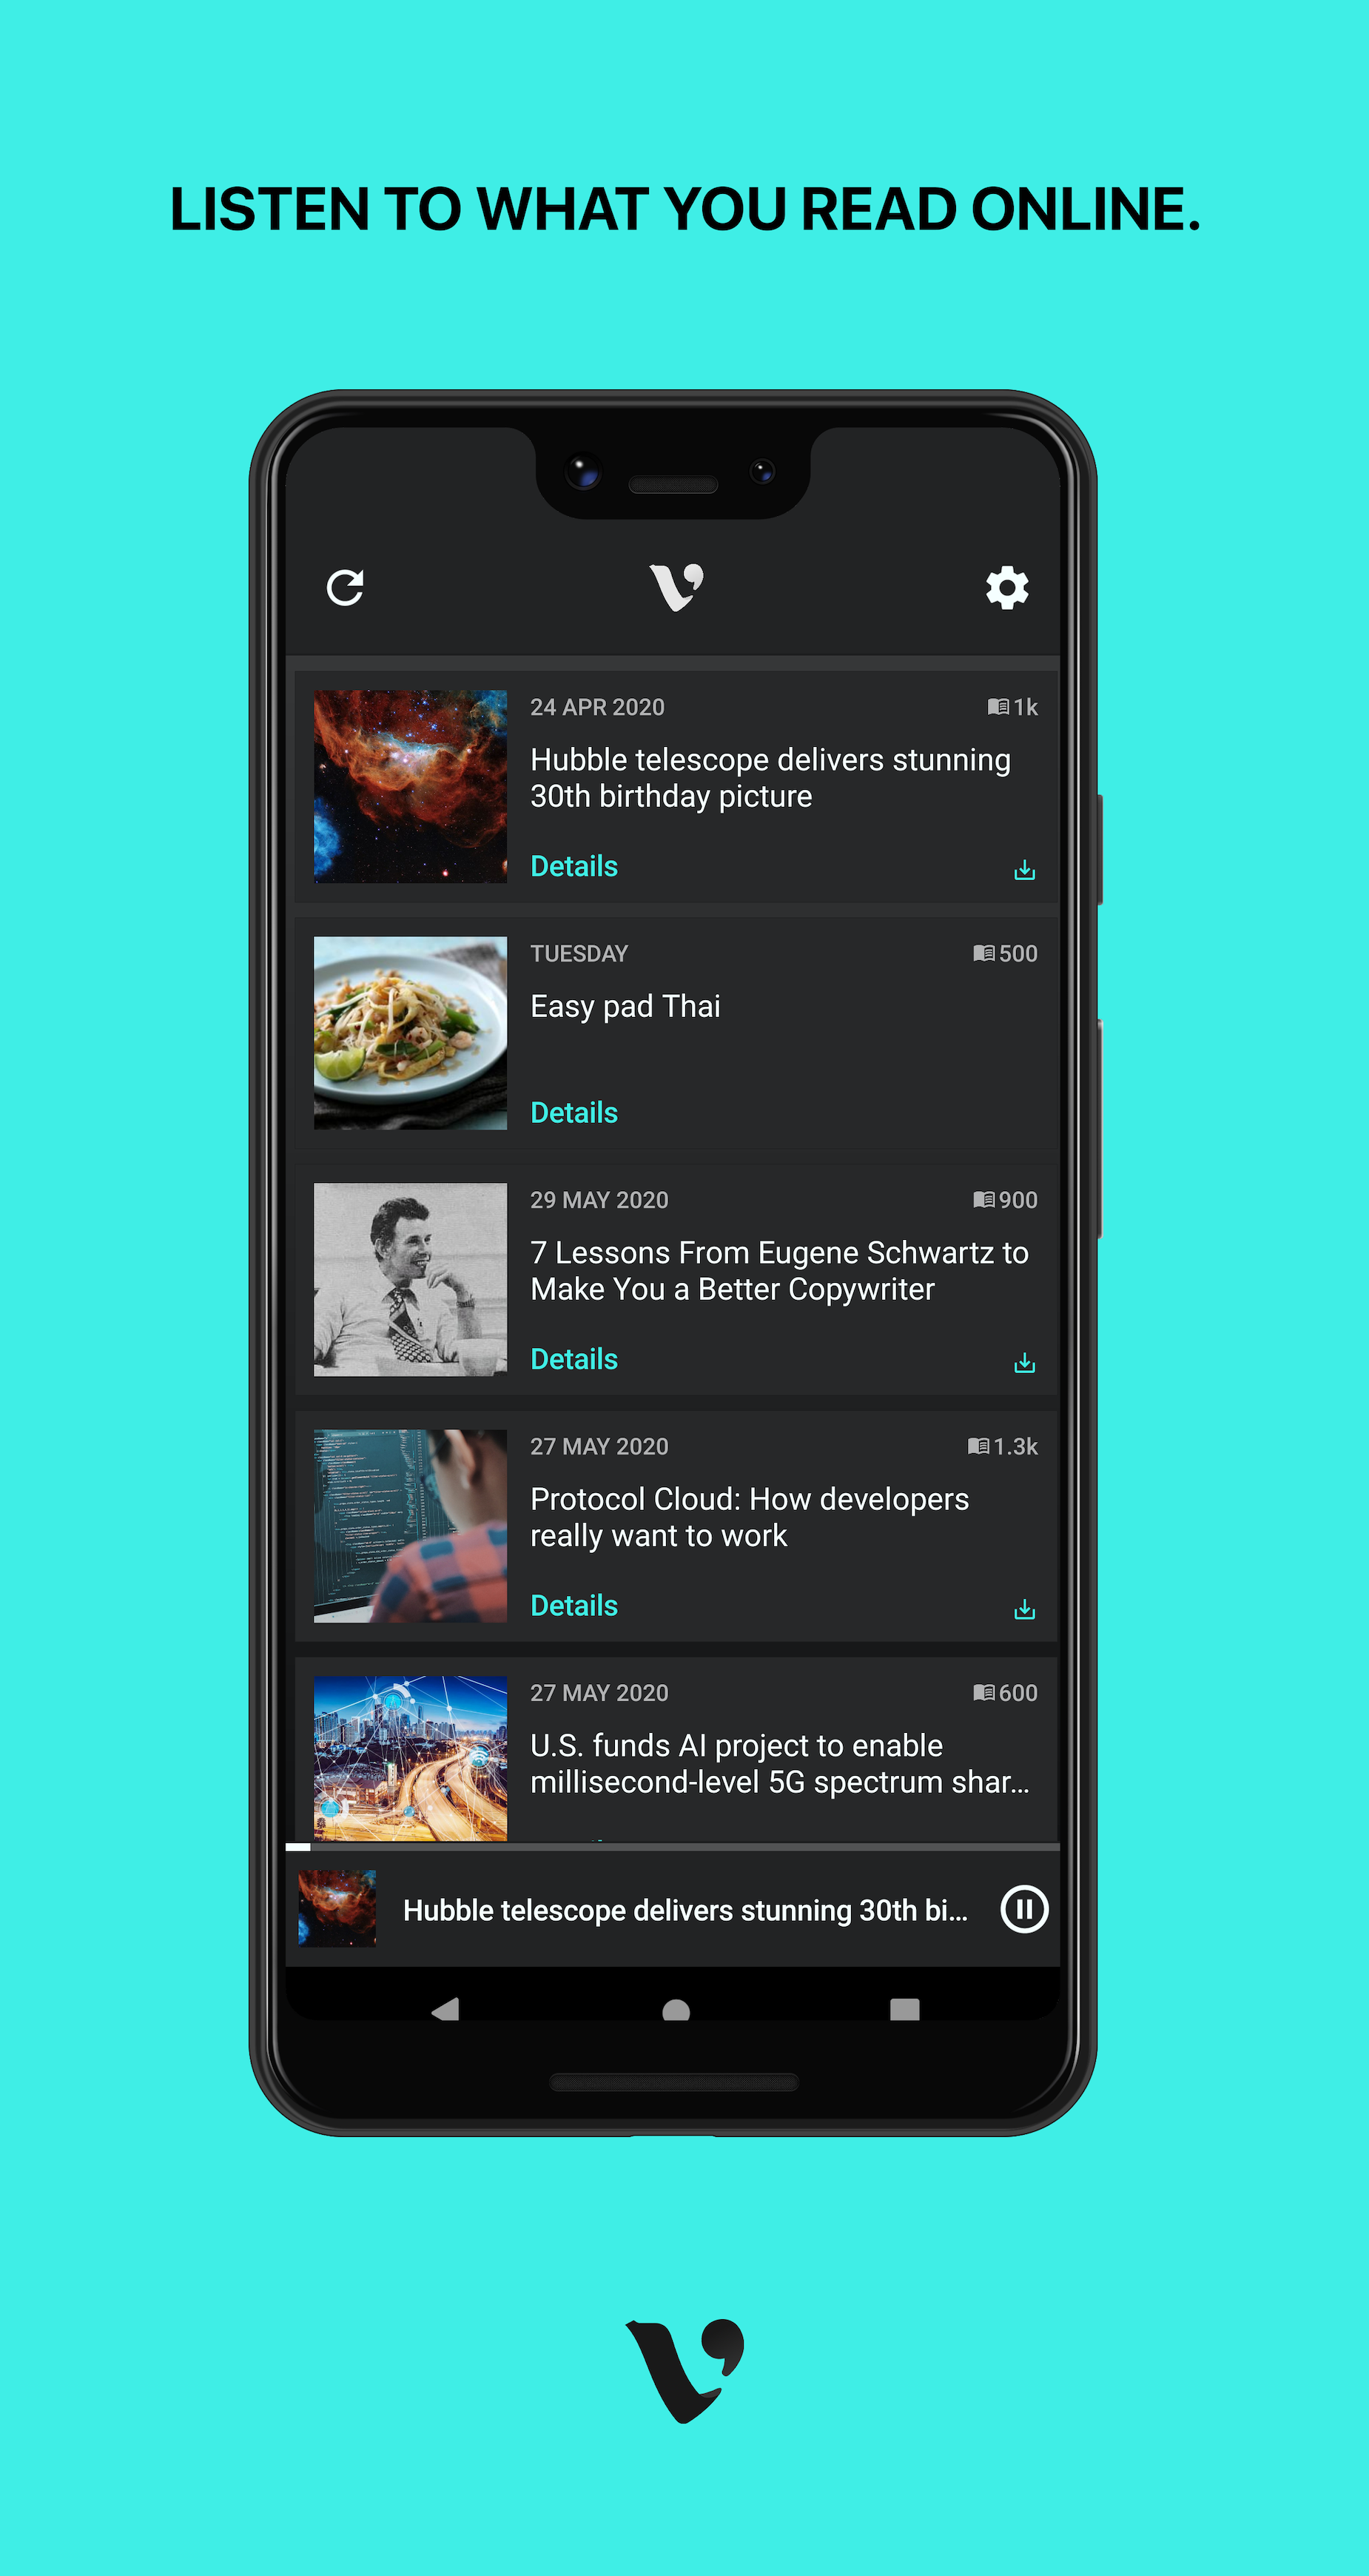 LISTEN TO WHAT YOU READ ONLINE.
24 APR 2020
1k
Hubble telescope delivers stunning
30th birthday picture
Details
TUESDAY
500
Easy pad Thai
Details
29 MAY 2020
900
7 Lessons From Eugene Schwartz to
Make You a Better Copywriter
Details
27 MAY 2020
1.3k
Protocol Cloud: How developers
really want to work
Details
27 MAY 2020
600
U.S. funds AI project to enable
millisecond-level 5G spectrum shar...
Hubble telescope delivers stunning 30th bi...